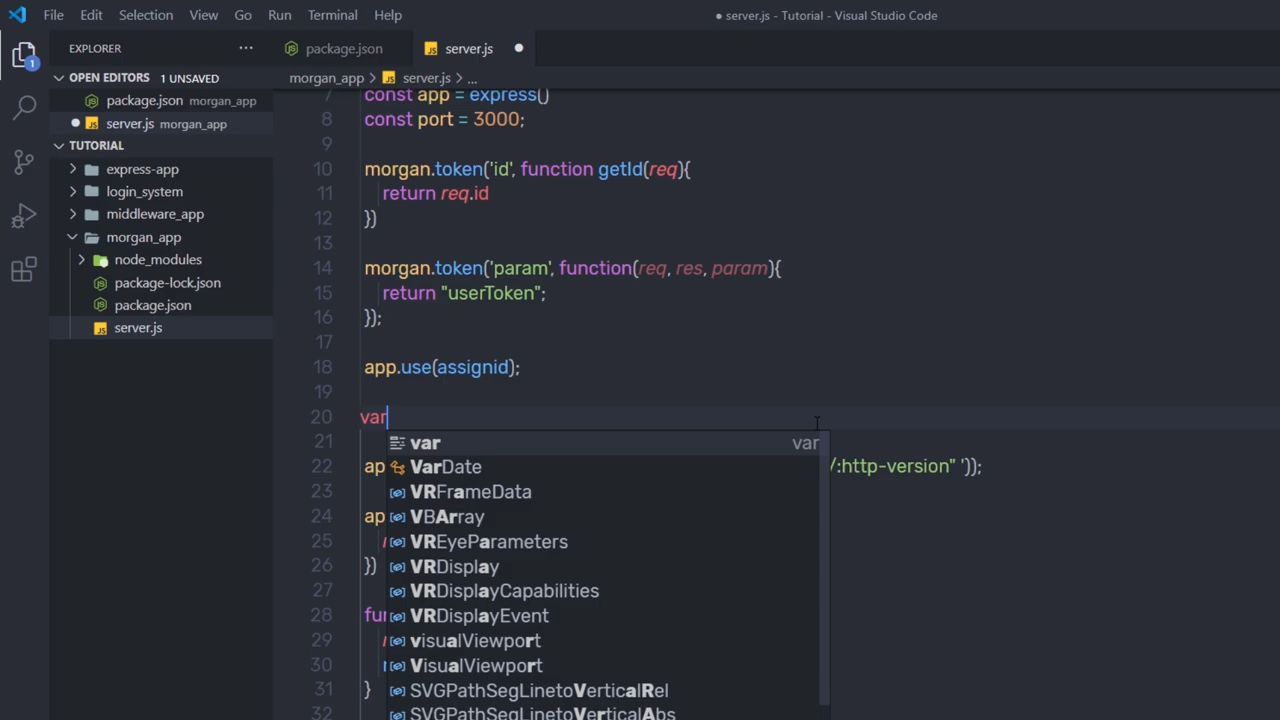 File Edit Selection View Go Run Terminal Help
● server.js - Tutorial - Visual Studio Code
EXPLORER ···
package.json
server.js
OPEN EDITORS 1 UNSAVED
package.json morgan_app
server.js morgan_app
TUTORIAL
express-app
login_system
middleware_app
morgan_app
node_modules
package-lock.json
package.json
server.js
1
morgan_app > server.js > ...
7 const app = express()
8 const port = 3000;
9
10 morgan.token('id', function getId(req){
11 return req.id
12 })
13
14 morgan.token('param', function(req, res, param){
15 return "userToken";
16 });
17
18 app.use(assignid);
19
20 var
21
22 ap /:http-version" '));
23
24 ap
25
26 })
27
28 fur
29
30
31 }
32
var var
VarDate
VRFrameData
VBArray
VREyeParameters
VRDisplay
VRDisplayCapabilities
VRDisplayEvent
visualViewport
VisualViewport
SVGPathSegLinetoVerticalRel
SVGPathSegLinetoVerticalAbs